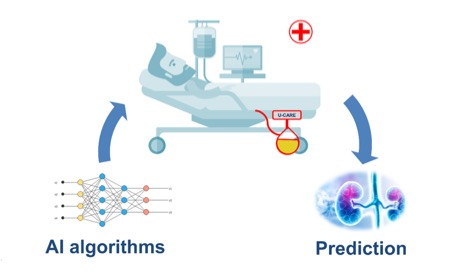 U-CARE
AI algorithms
Prediction